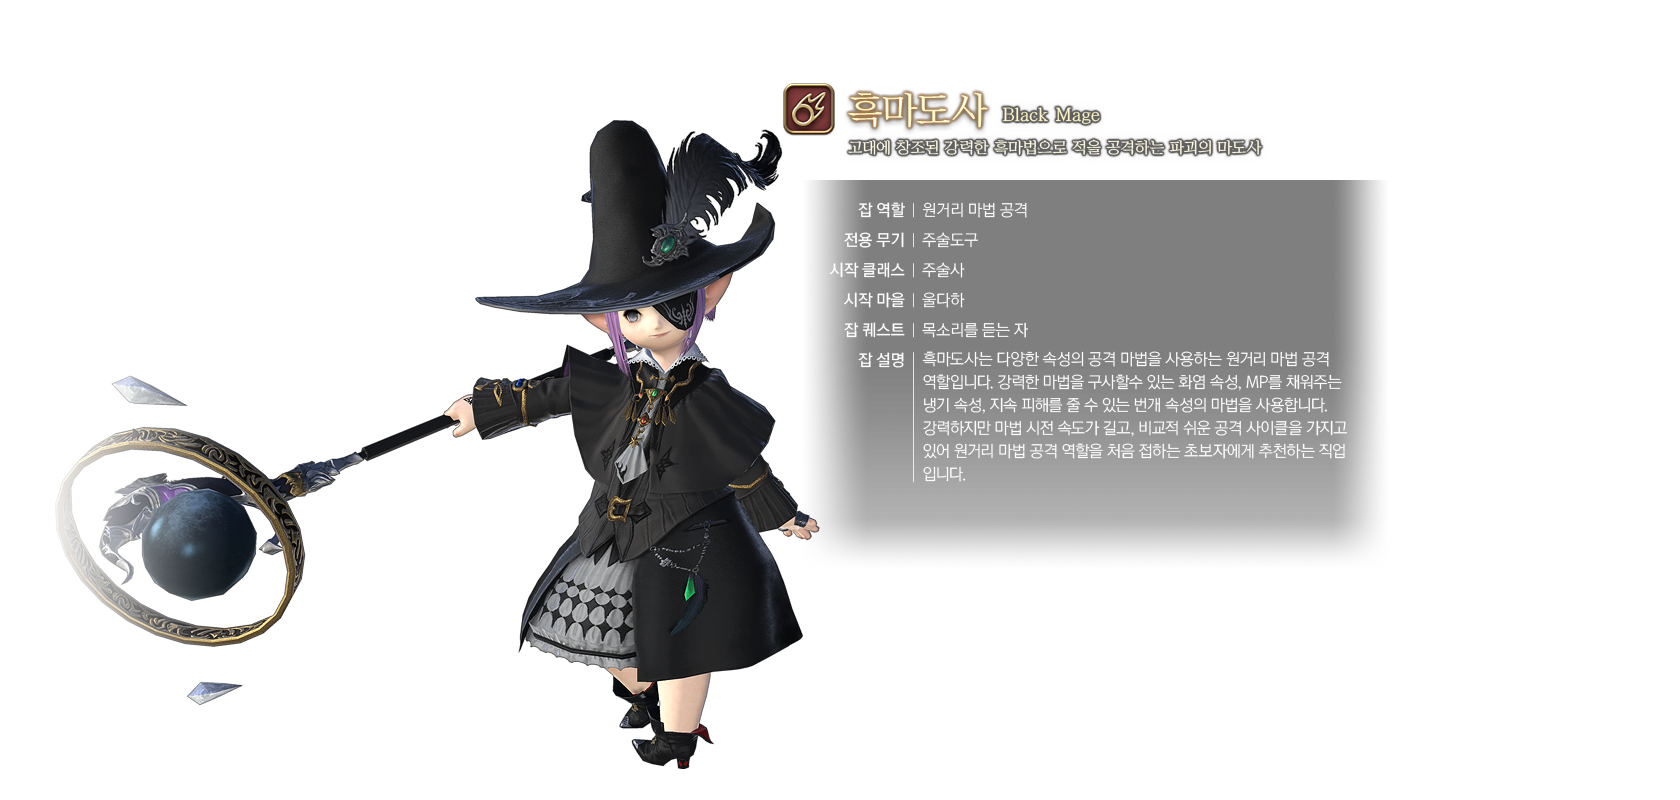 흑마도사 Black Mage
고대에 창조된 강력한 흑마법으로 적을 공격하는 파괴의 마도사
잡 역할 | 원거리 마법 공격
전용 무기 | 주술도구
시작 클래스 | 주술사
시작 마을 | 울다하
잡 퀘스트 | 목소리를 듣는 자
잡 설명 | 흑마도사는 다양한 속성의 공격 마법을 사용하는 원거리 마법 공격
역할입니다. 강력한 마법을 구사할수 있는 화염 속성, MP를 채워주는
냉기 속성, 지속 피해를 줄 수 있는 번개 속성의 마법을 사용합니다.
강력하지만 마법 시전 속도가 길고, 비교적 쉬운 공격 사이클을 가지고
있어 원거리 마법 공격 역할을 처음 접하는 초보자에게 추천하는 직업
입니다.